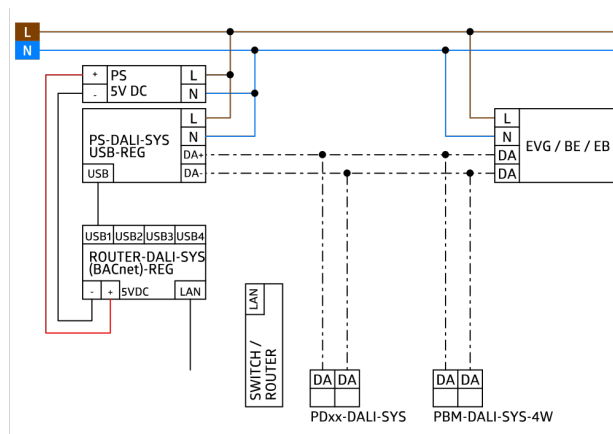 L
N
+ PS L
- 5V DC N
L
PS-DALI-SYS N
USB-REG DA+
USB DA-
L
N
DA EVG / BE / EB
DA
USB1 USB2 USB3 USB4
ROUTER-DALI-SYS
(BACnet)-REG
- + 5VDC LAN
LAN
SWITCH /
ROUTER
DA DA
PDxx-DALI-SYS
DA DA
PBM-DALI-SYS-4W